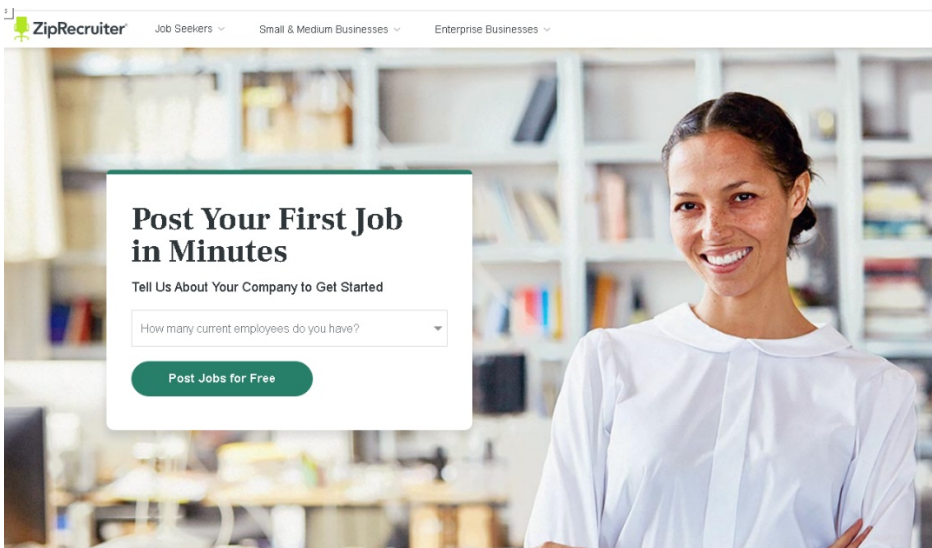 ZipRecruiter
Job Seekers
Small & Medium Businesses
Enterprise Businesses
Post Your First Job
in Minutes
Tell Us About Your Company to Get Started
How many current employees do you have?
Post Jobs for Free